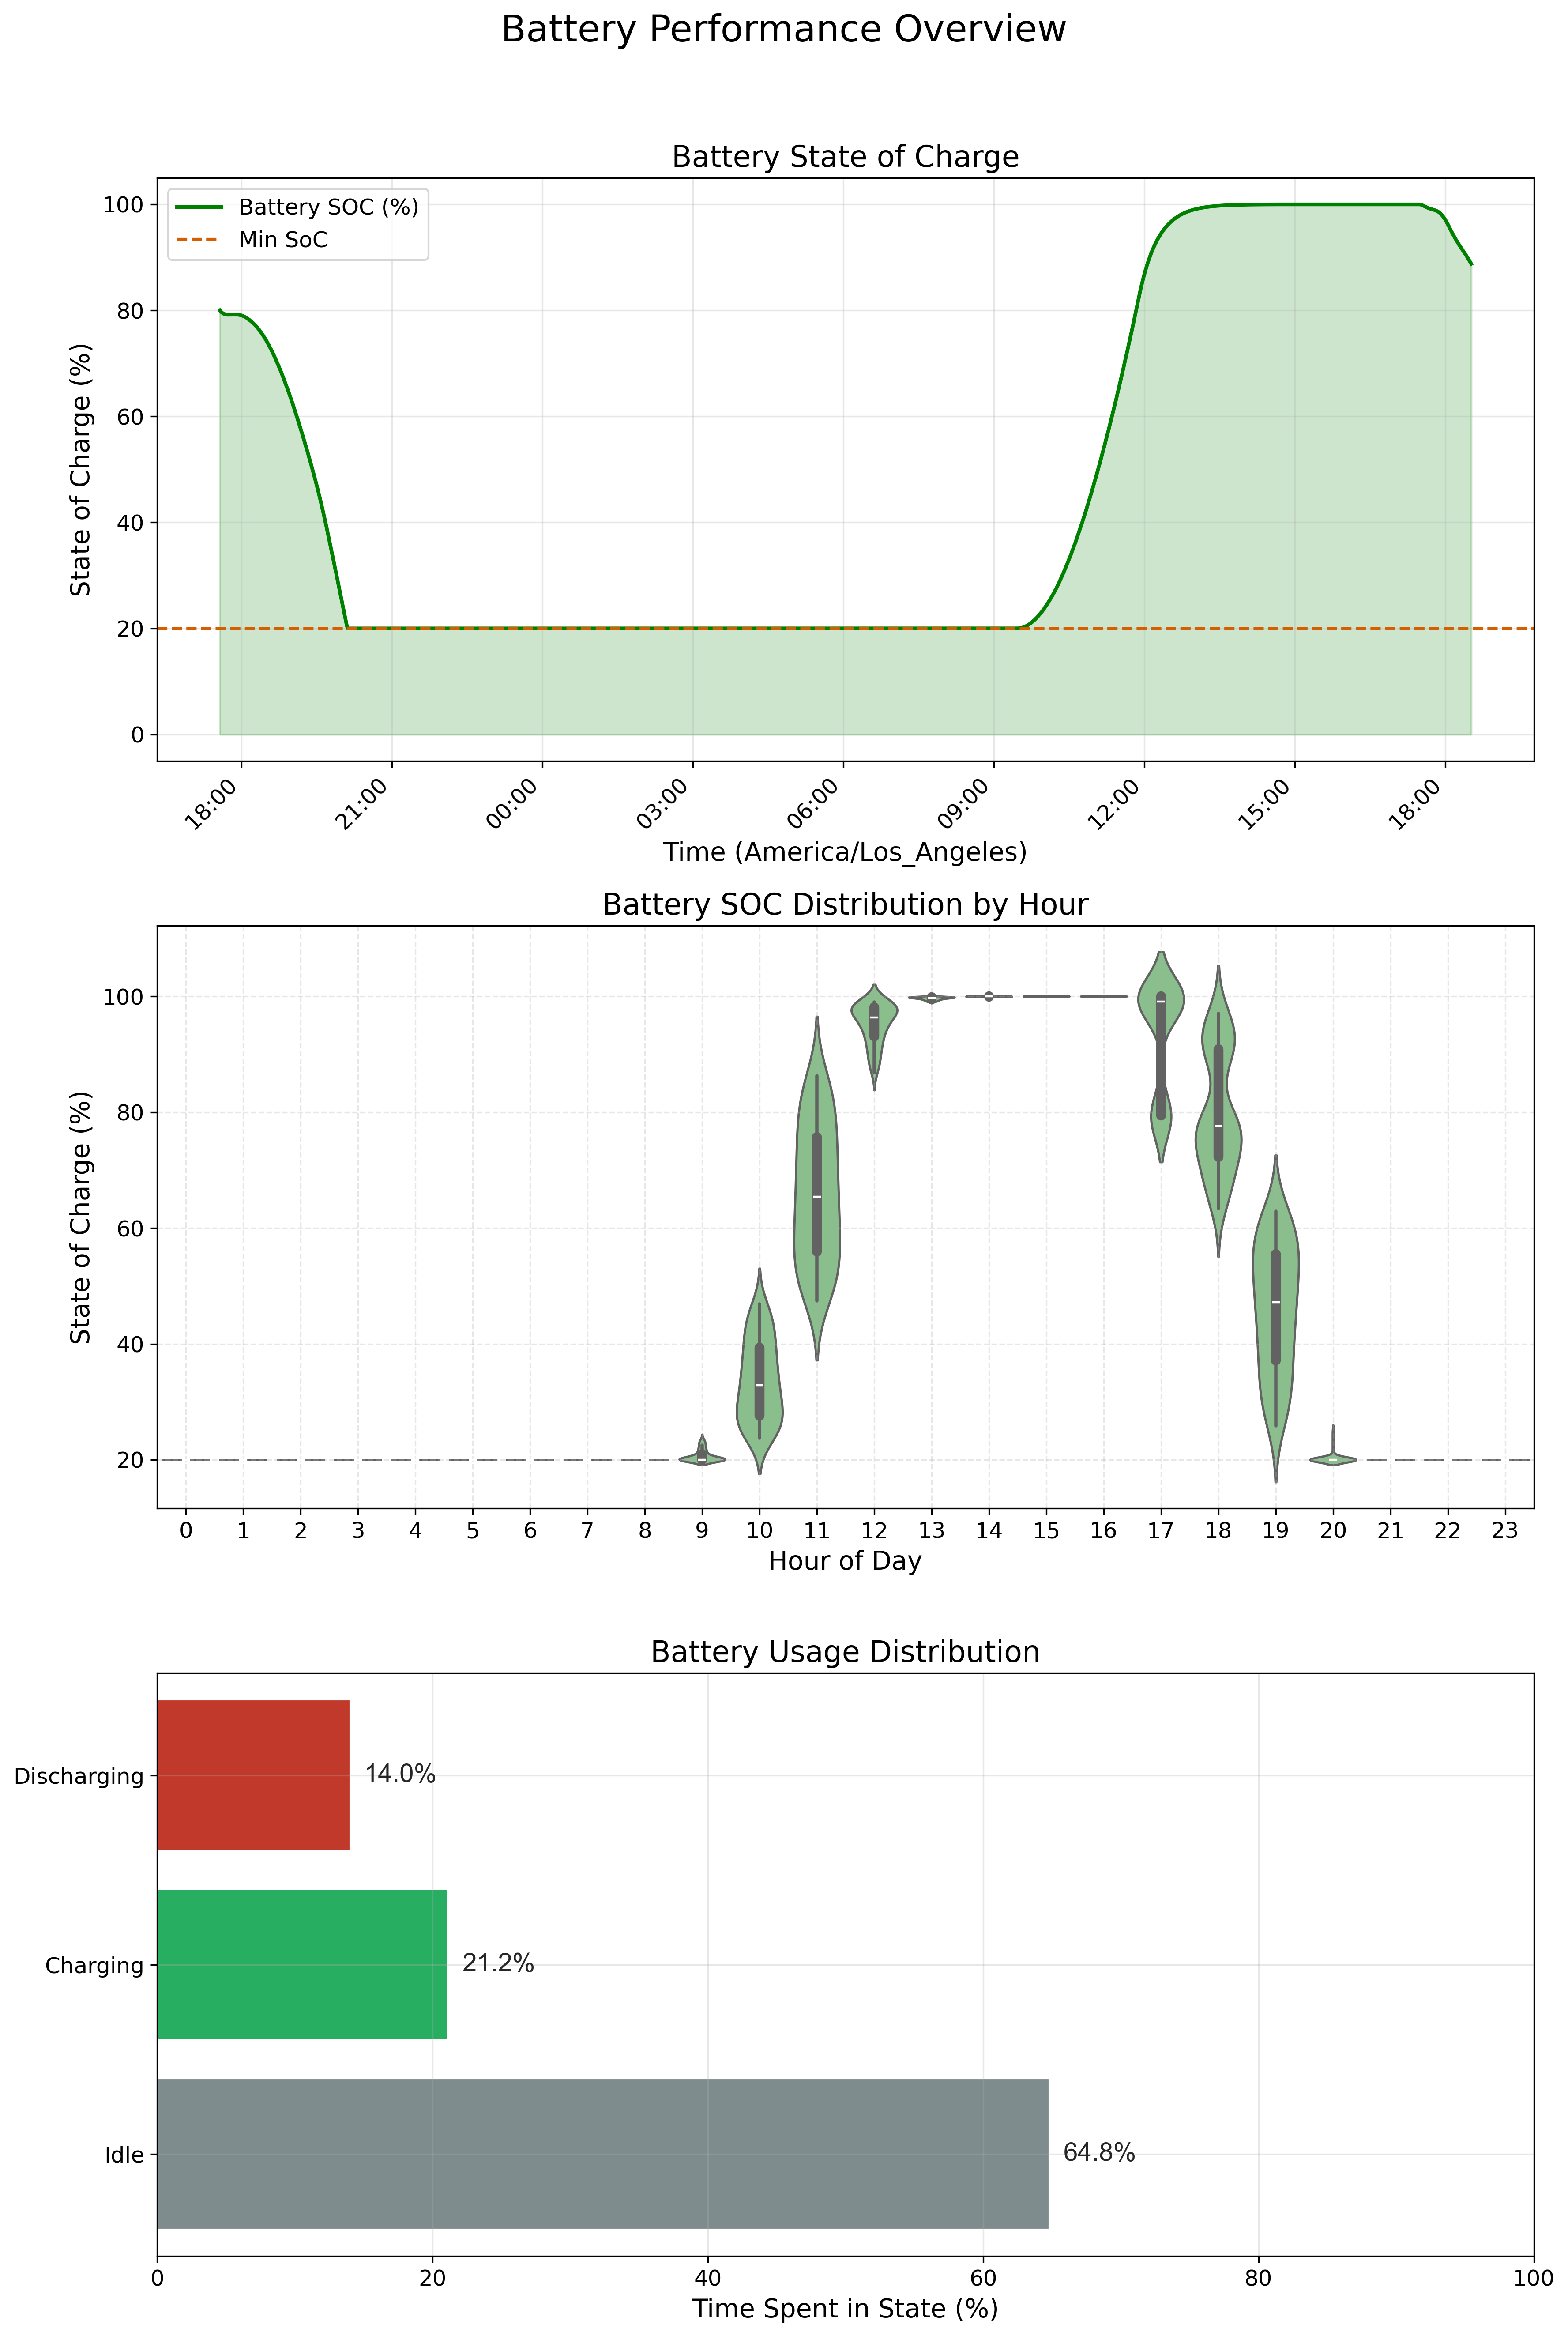 Battery Performance Overview
Battery State of Charge
Battery SOC (%)
Min SoC
State of Charge (%)
100
80
60
40
20
0
18:00 21:00 00:00 03:00 06:00 09:00 12:00 15:00 18:00
Time (America/Los_Angeles)
Battery SOC Distribution by Hour
State of Charge (%)
100
80
60
40
20
0 1 2 3 4 5 6 7 8 9 10 11 12 13 14 15 16 17 18 19 20 21 22 23
Hour of Day
Battery Usage Distribution
Discharging 14.0%
Charging 21.2%
Idle 64.8%
0 20 40 60 80 100
Time Spent in State (%)